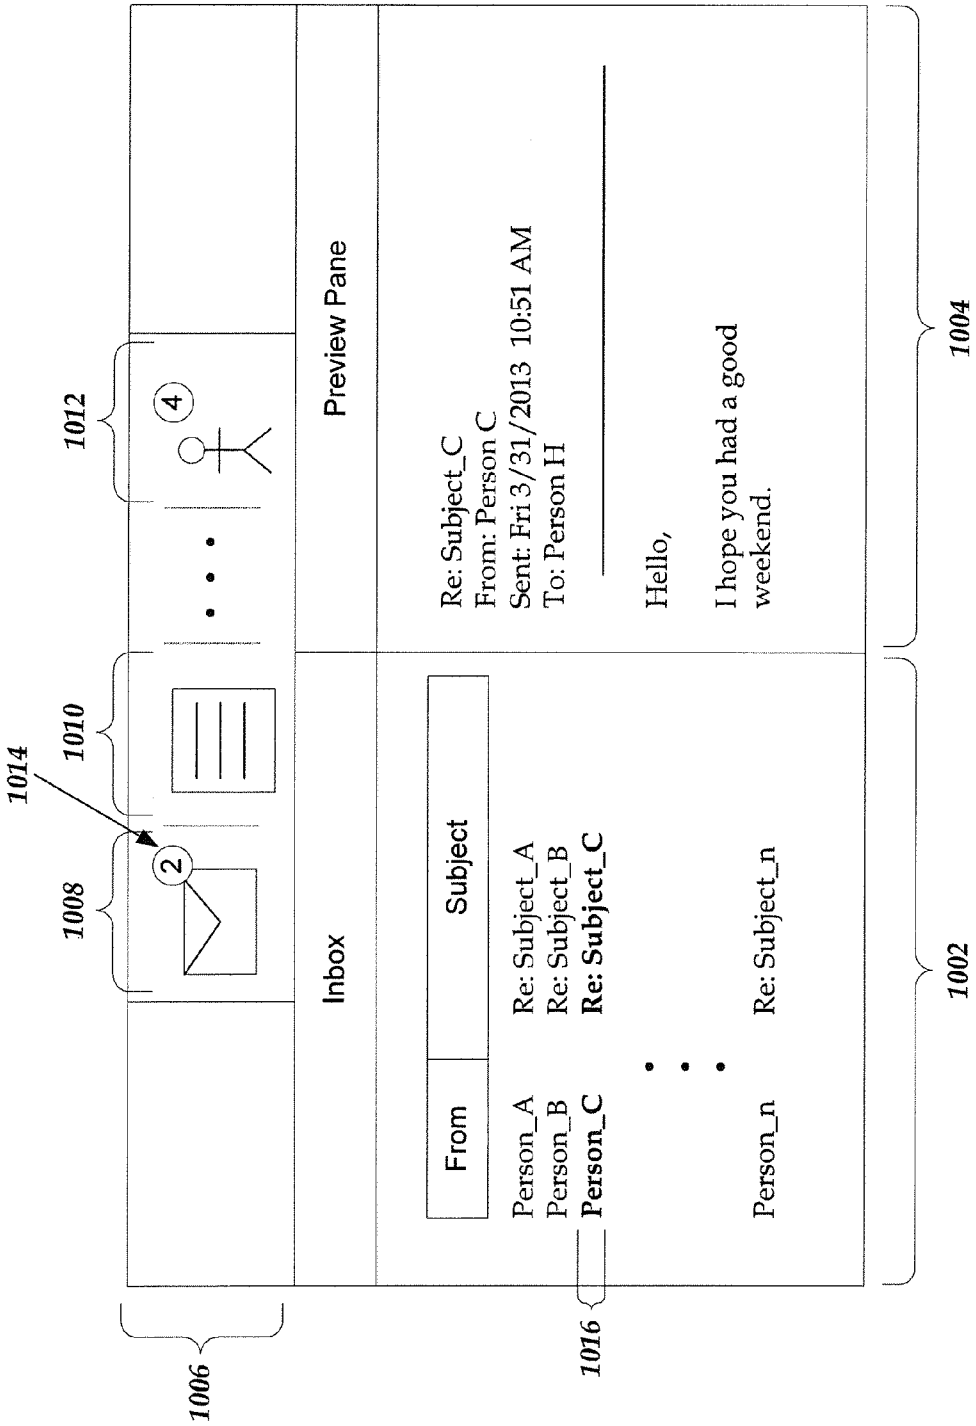 1014
1008
1010
1012
2
4
1006
Inbox
Preview Pane
From
Subject
Person_A
Re: Subject_A
Person_B
Re: Subject_B
Person_C
Re: Subject_C
Person_n
Re: Subject_n
1016
Re: Subject_C
From: Person C
Sent: Fri 3/31/2013 10:51 AM
To: Person H
Hello,
I hope you had a good
weekend.
1002
1004